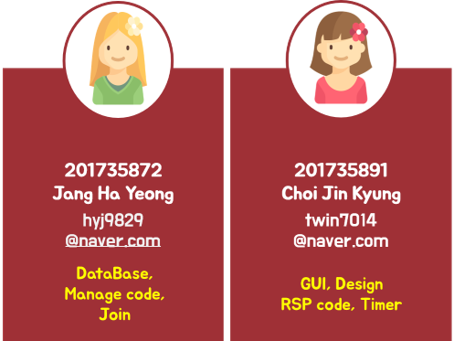 201735872
Jang Ha Yeong
hyj9829
@naver.com
DataBase,
Manage code,
Join
201735891
Choi Jin Kyung
twin7014
@naver.com
GUI, Design
RSP code, Timer